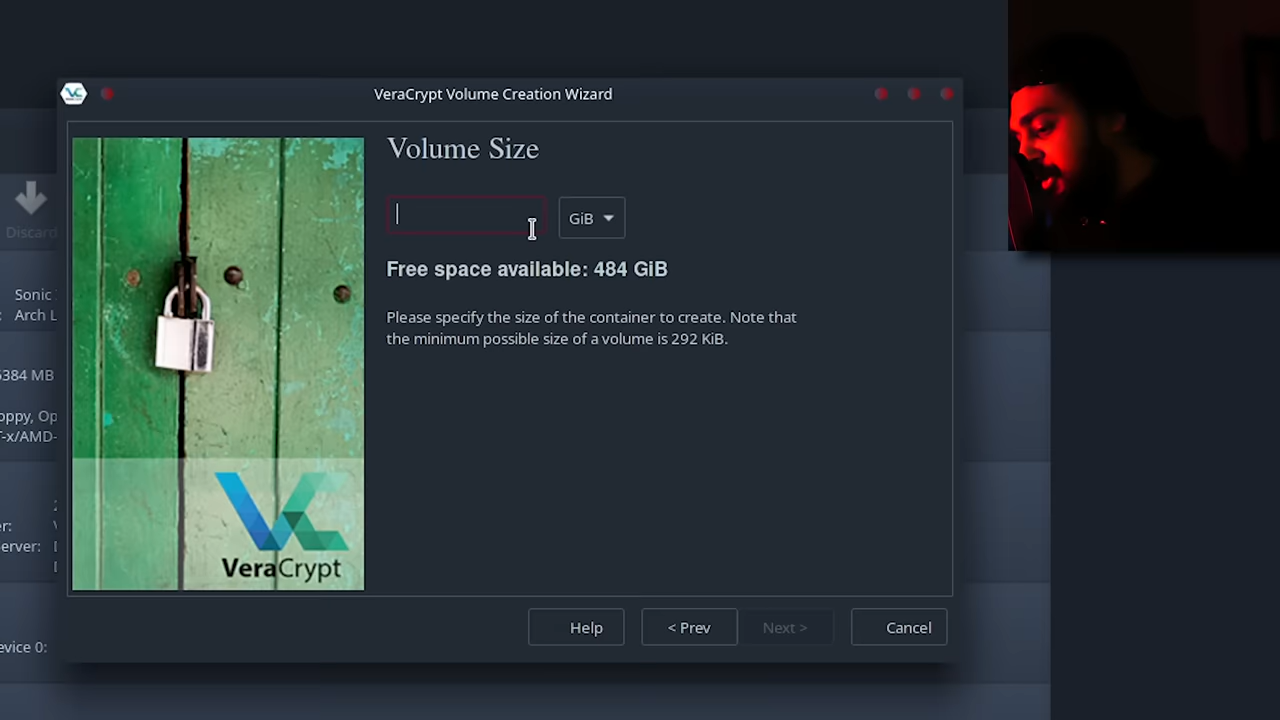 VeraCrypt Volume Creation Wizard
Volume Size
GiB
Free space available: 484 GiB
Please specify the size of the container to create. Note that
the minimum possible size of a volume is 292 KiB.
VeraCrypt
Help
< Prev
Next >
Cancel
Discard
Sonic
Arch L
384 MB
oppy, Op
-x/AMD-
er:
erver:
evice 0: